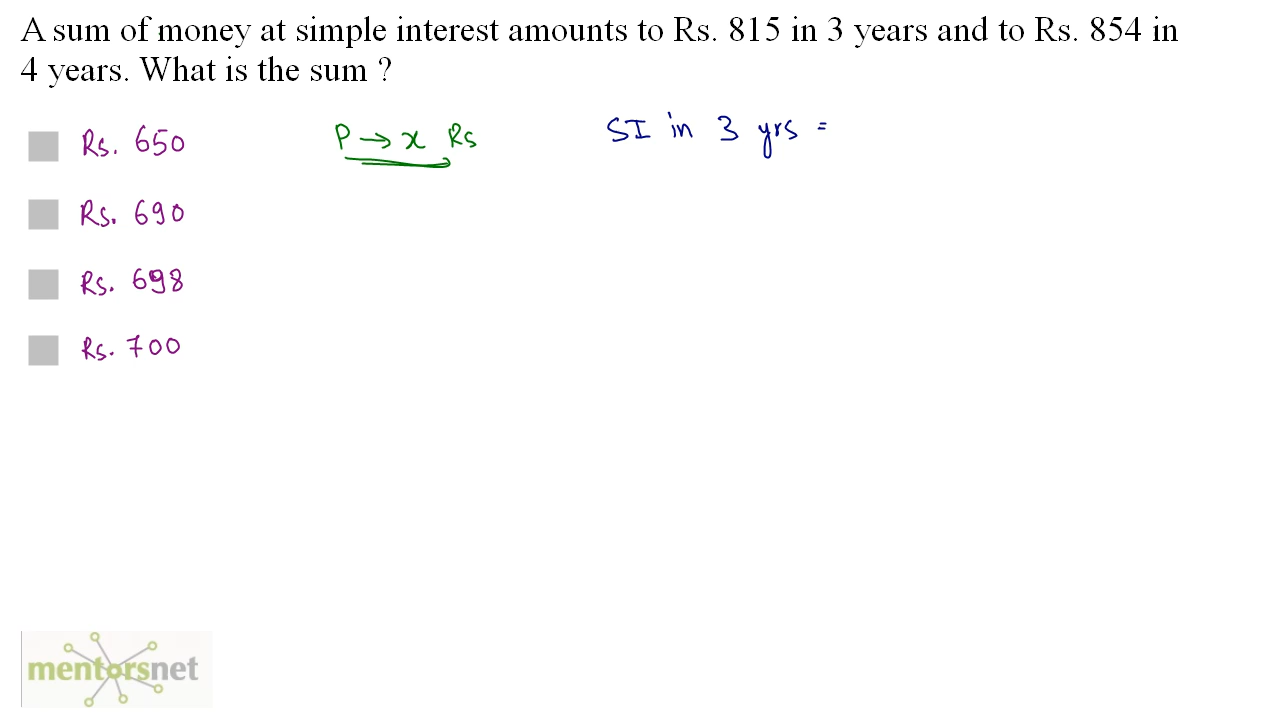 A sum of money at simple interest amounts to Rs. 815 in 3 years and to Rs. 854 in
4 years. What is the sum ?
Rs. 650
Rs. 690
Rs. 698
Rs. 700
P → x Rs
SI in 3 yrs =
mentorsnet